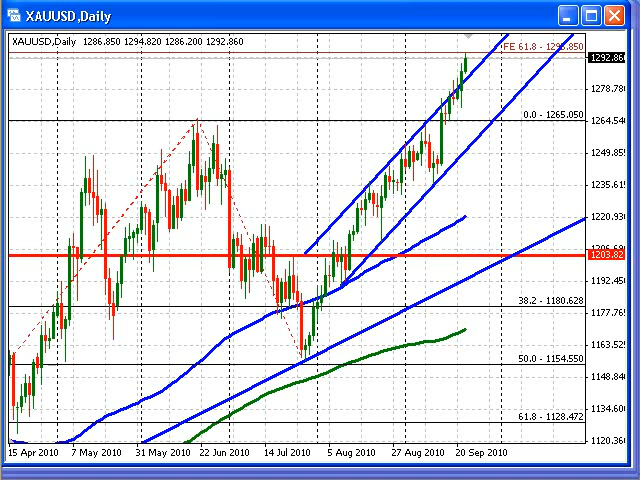 XAUUSD,Daily
XAUUSD,Daily 1286.850 1294.820 1286.200 1292.860
FE 61.8 - 1295.850
1292.860
1278.780
0.0 - 1265.050
1264.540
1249.855
1235.615
1220.930
1203.82
1192.450
38.2 - 1180.628
1177.765
1163.525
50.0 - 1154.550
1148.840
1134.600
61.8 - 1128.472
1120.360
15 Apr 2010 7 May 2010 31 May 2010 22 Jun 2010 14 Jul 2010 5 Aug 2010 27 Aug 2010 20 Sep 2010